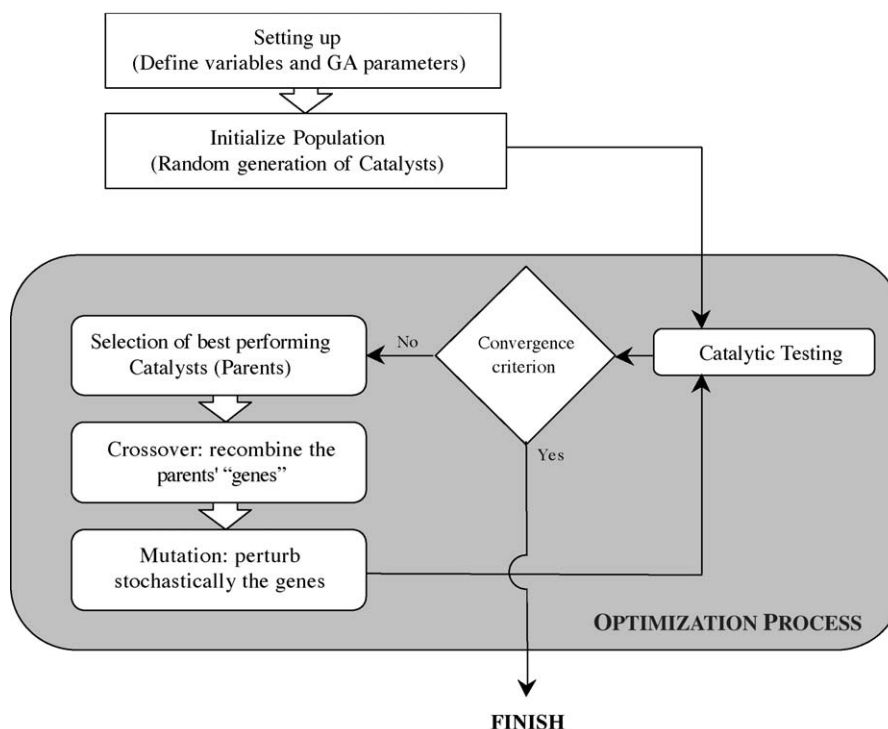 Setting up
(Define variables and GA parameters)
Initialize Population
(Random generation of Catalysts)
Selection of best performing
Catalysts (Parents)
No
Convergence
criterion
Catalytic Testing
Crossover: recombine the
parents' “genes”
Yes
Mutation: perturb
stochastically the genes
OPTIMIZATION PROCESS
FINISH